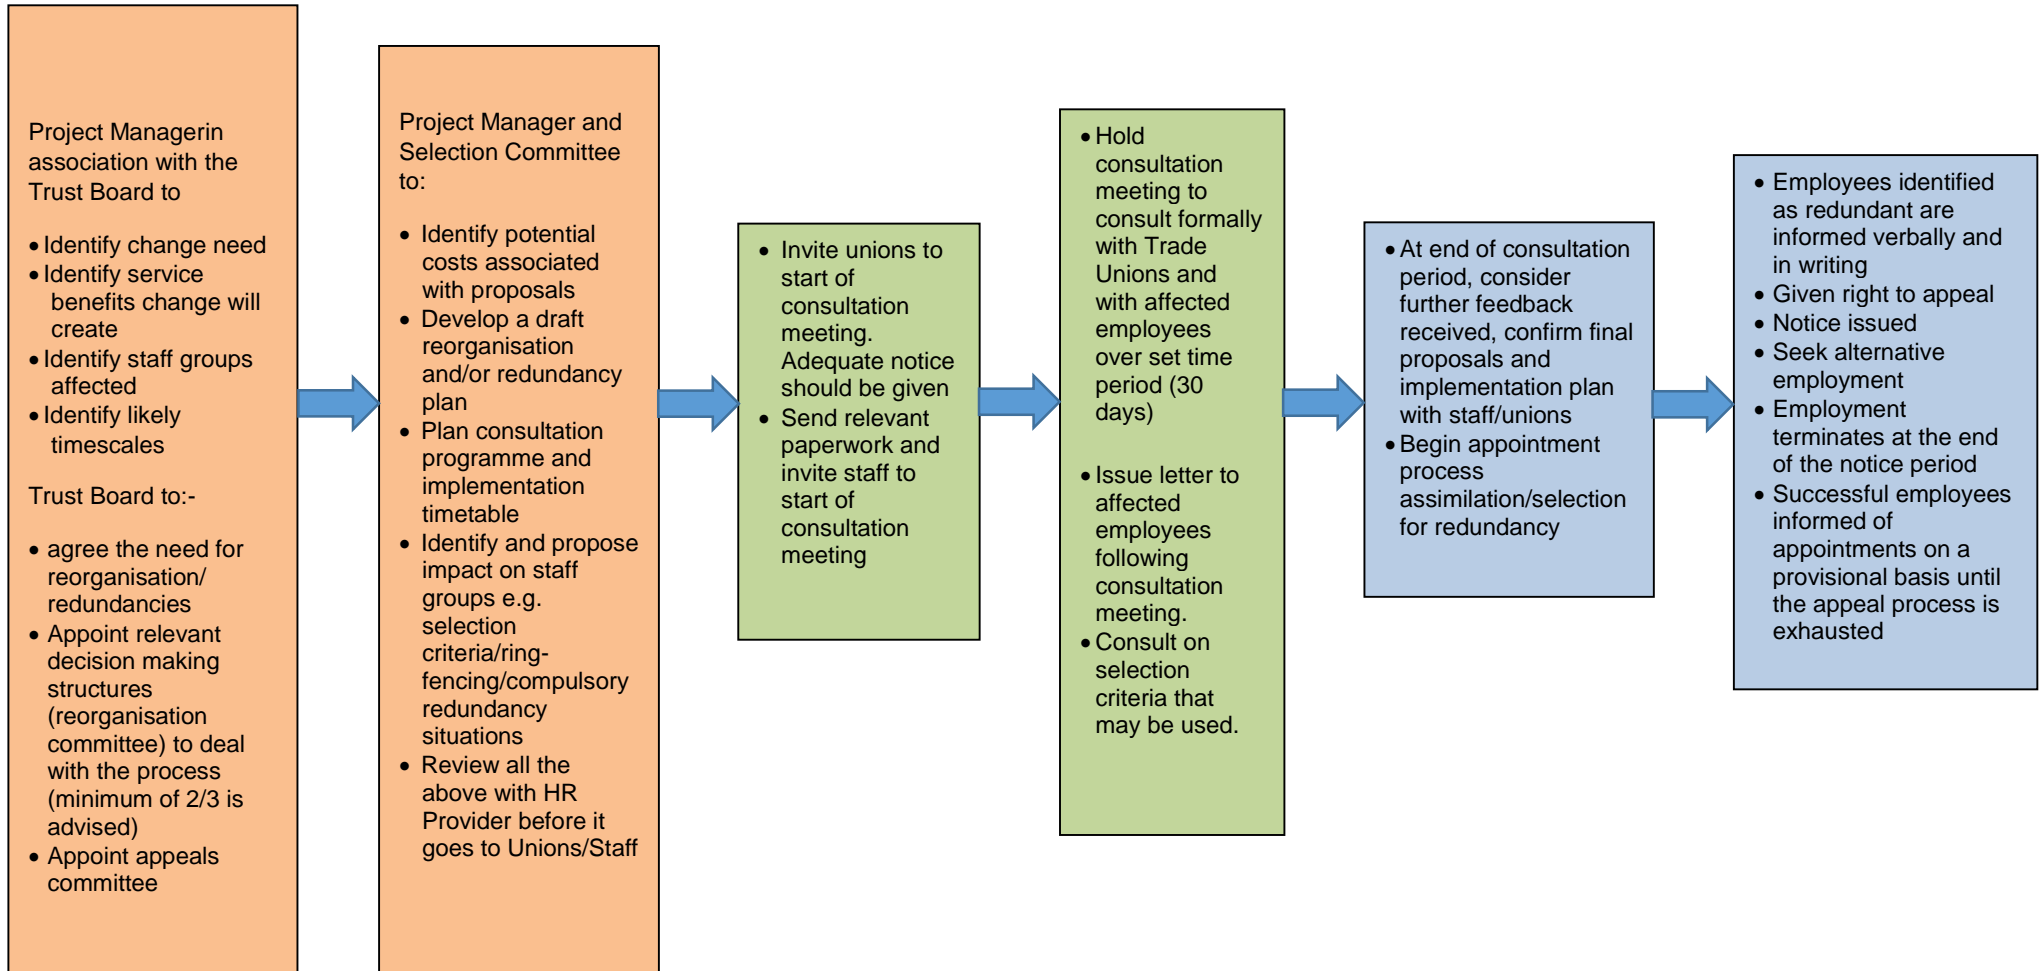 Project Managerin
association with the
Trust Board to
• Identify change need
• Identify service
benefits change will
create
• Identify staff groups
affected
• Identify likely
timescales
Trust Board to:-
• agree the need for
reorganisation/
redundancies
• Appoint relevant
decision making
structures
(reorganisation
committee) to deal
with the process
(minimum of 2/3 is
advised)
• Appoint appeals
committee
Project Manager and
Selection Committee
to:
• Identify potential
costs associated
with proposals
• Develop a draft
reorganisation
and/or redundancy
plan
• Plan consultation
programme and
implementation
timetable
• Identify and propose
impact on staff
groups e.g.
selection
criteria/ring-
fencing/compulsory
redundancy
situations
• Review all the
above with HR
Provider before it
goes to Unions/Staff
• Invite unions to
start of
consultation
meeting.
Adequate notice
should be given
• Send relevant
paperwork and
invite staff to
start of
consultation
meeting
• Hold
consultation
meeting to
consult formally
with Trade
Unions and
with affected
employees
over set time
period (30
days)
• Issue letter to
affected
employees
following
consultation
meeting.
• Consult on
selection
criteria that
may be used.
• At end of consultation
period, consider
further feedback
received, confirm final
proposals and
implementation plan
with staff/unions
• Begin appointment
process
assimilation/selection
for redundancy
• Employees identified
as redundant are
informed verbally and
in writing
• Given right to appeal
• Notice issued
• Seek alternative
employment
• Employment
terminates at the end
of the notice period
• Successful employees
informed of
appointments on a
provisional basis until
the appeal process is
exhausted